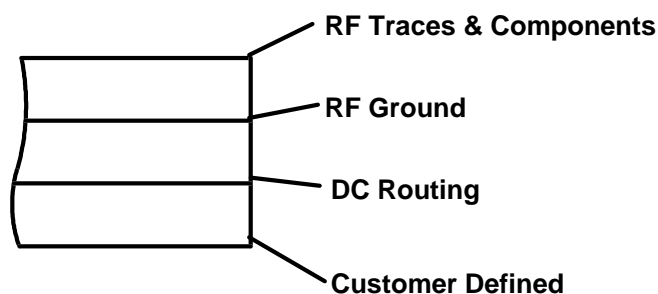 RF Traces & Components
RF Ground
DC Routing
Customer Defined